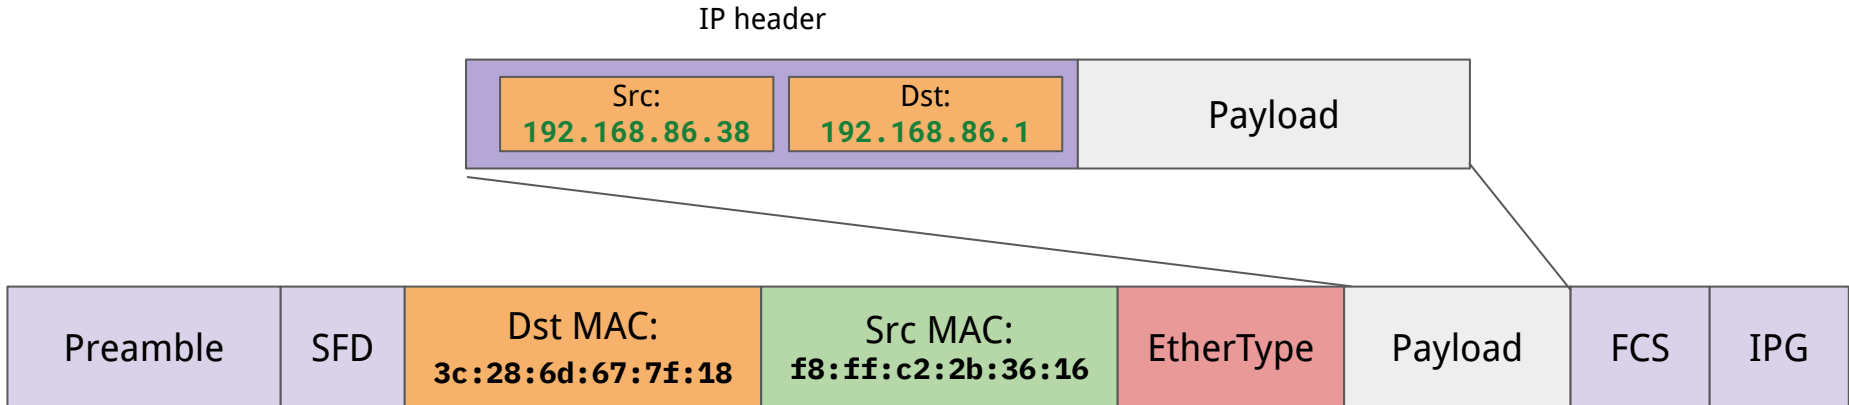 IP header
Src:
192.168.86.38
Dst:
192.168.86.1
Payload
Preamble
SFD
Dst MAC:
3c:28:6d:67:7f:18
Src MAC:
f8:ff:c2:2b:36:16
EtherType
Payload
FCS
IPG